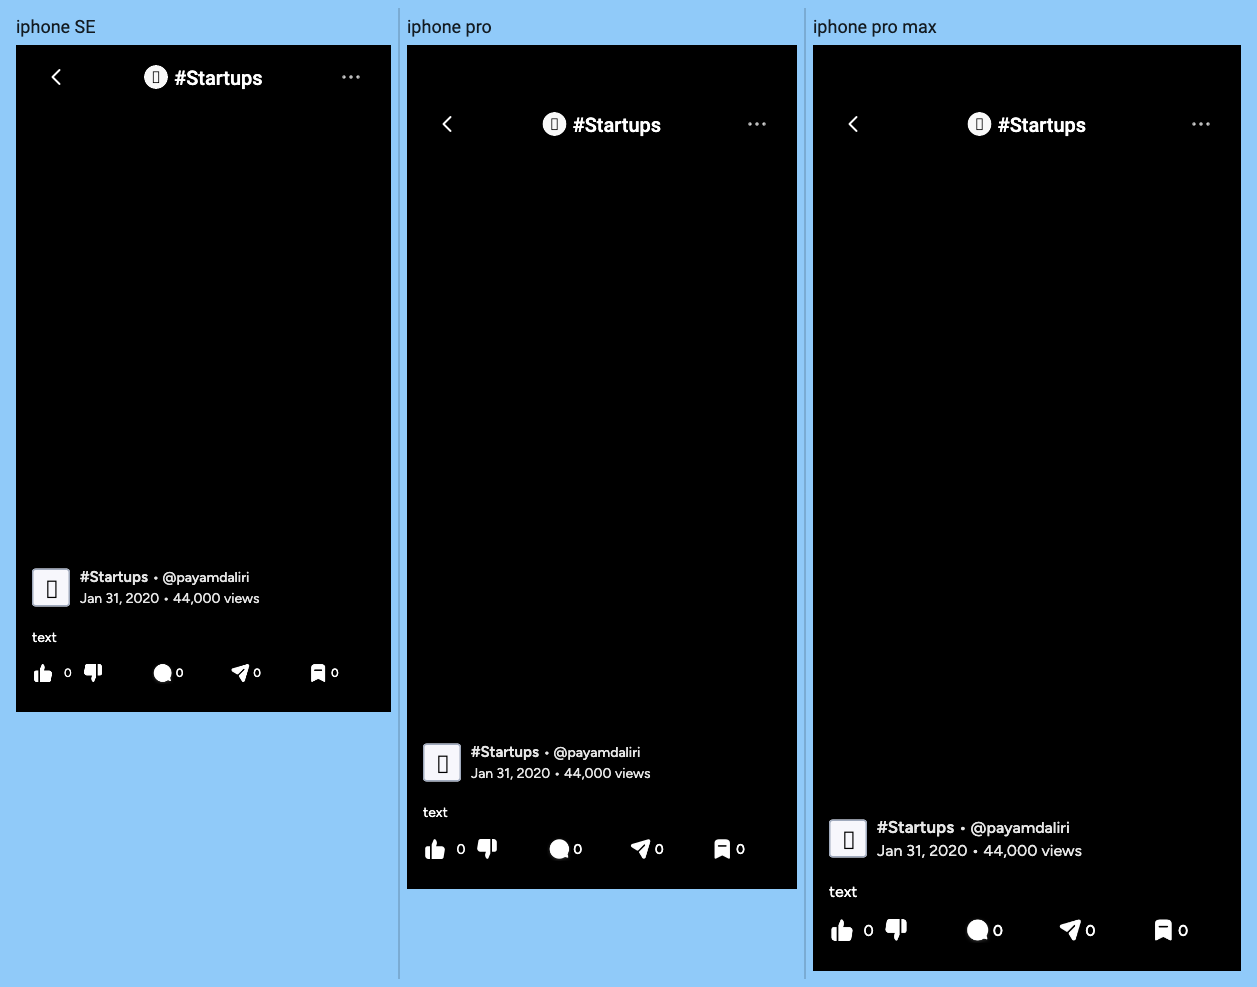 iphone SE
#Startups
#Startups • @payamdaliri
Jan 31, 2020 • 44,000 views
text
0 0 0 0
iphone pro
#Startups
#Startups • @payamdaliri
Jan 31, 2020 • 44,000 views
text
0 0 0 0
iphone pro max
#Startups
#Startups • @payamdaliri
Jan 31, 2020 • 44,000 views
text
0 0 0 0